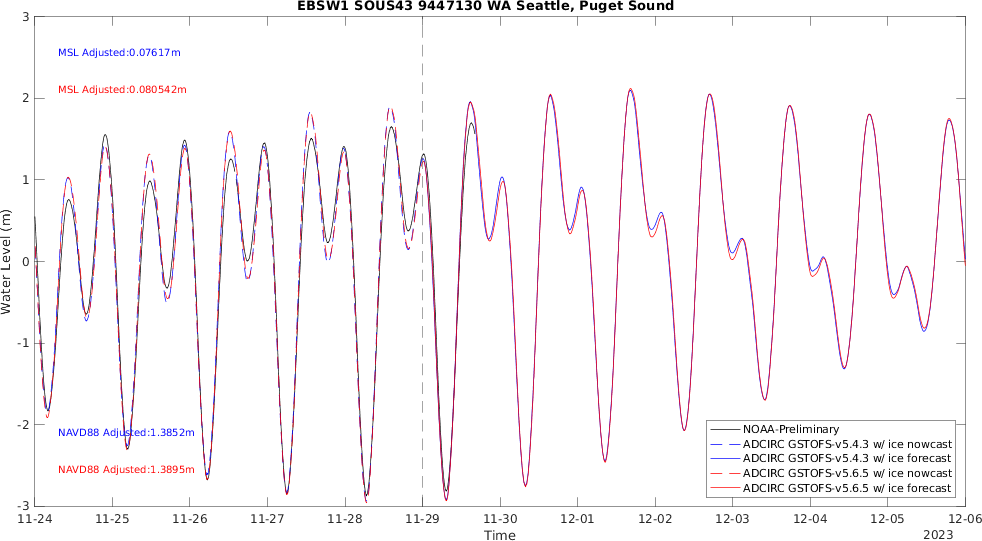 EBSW1 SOUS43 9447130 WA Seattle, Puget Sound
3
MSL Adjusted:0.07617m
2
MSL Adjusted:0.080542m
1
0
Water Level (m)
-1
-2
NAVD88 Adjusted:1.3852m
NAVD88 Adjusted:1.3895m
-3
NOAA-Preliminary
ADCIRC GSTOFS-v5.4.3 w/ ice nowcast
ADCIRC GSTOFS-v5.4.3 w/ ice forecast
ADCIRC GSTOFS-v5.6.5 w/ ice nowcast
ADCIRC GSTOFS-v5.6.5 w/ ice forecast
11-24 11-25 11-26 11-27 11-28 11-29 11-30 12-01 12-02 12-03 12-04 12-05 12-06
Time
2023